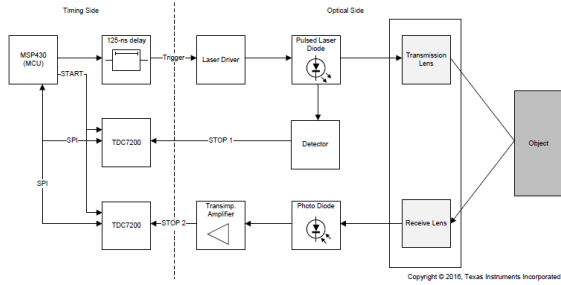 Timing Side
Optical Side
MSP430
(MCU)
125-ns delay
Trigger
Laser Driver
Pulsed Laser
Diode
Transmission
Lens
START
Object
TDC7200
SPI
STOP 1
Detector
SPI
TDC7200
STOP 2
Transimp.
Amplifier
Photo Diode
Receive Lens
Copyright © 2016, Texas Instruments Incorporated